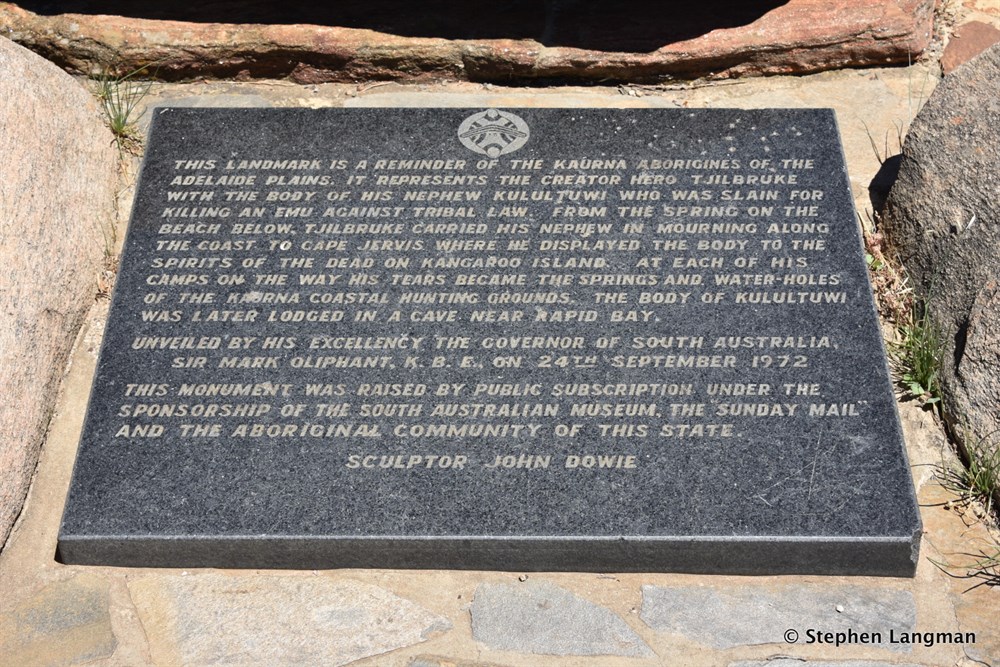 THIS LANDMARK IS A REMINDER OF THE KAURNA ABORIGINES OF THE
ADELAIDE PLAINS. IT REPRESENTS THE CREATOR HERO TJILBRUKE
WITH THE BODY OF HIS NEPHEW KULULTUWI WHO WAS SLAIN FOR
KILLING AN EMU AGAINST TRIBAL LAW. FROM THE SPRING ON THE
BEACH BELOW, TJILBRUKE CARRIED HIS NEPHEW IN MOURNING ALONG
THE COAST TO CAPE JERVIS WHERE HE DISPLAYED THE BODY TO THE
SPIRITS OF THE DEAD ON KANGAROO ISLAND. AT EACH OF HIS
CAMPS ON THE WAY HIS TEARS BECAME THE SPRINGS AND WATER-HOLES
OF THE KAURNA COASTAL HUNTING GROUNDS. THE BODY OF KULULTUWI
WAS LATER LODGED IN A CAVE NEAR RAPID BAY.
UNVEILED BY HIS EXCELLENCY THE GOVERNOR OF SOUTH AUSTRALIA,
SIR MARK OLIPHANT, K.B.E., ON 24TH SEPTEMBER 1972
THIS MONUMENT WAS RAISED BY PUBLIC SUBSCRIPTION UNDER THE
SPONSORSHIP OF THE SOUTH AUSTRALIAN MUSEUM, THE "SUNDAY MAIL"
AND THE ABORIGINAL COMMUNITY OF THIS STATE.
SCULPTOR JOHN DOWIE
© Stephen Langman